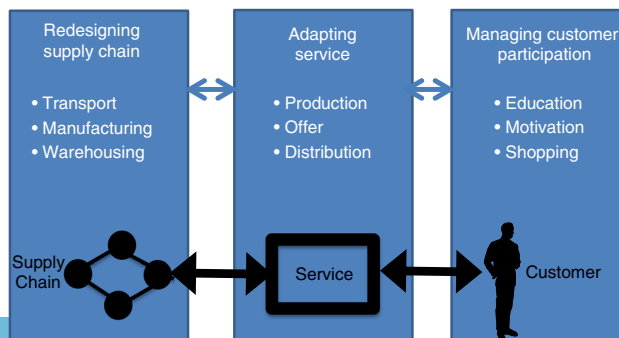 Redesigning
supply chain
• Transport
• Manufacturing
• Warehousing
Supply
Chain
Adapting
service
• Production
• Offer
• Distribution
Service
Managing customer
participation
• Education
• Motivation
• Shopping
Customer